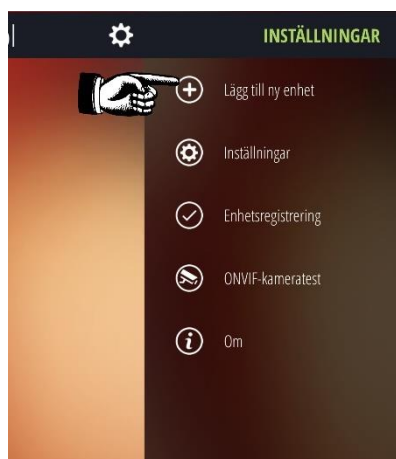 INSTÄLLNINGAR
Lägg till ny enhet
Inställningar
Enhetsregistrering
ONVIF-kameratest
Om